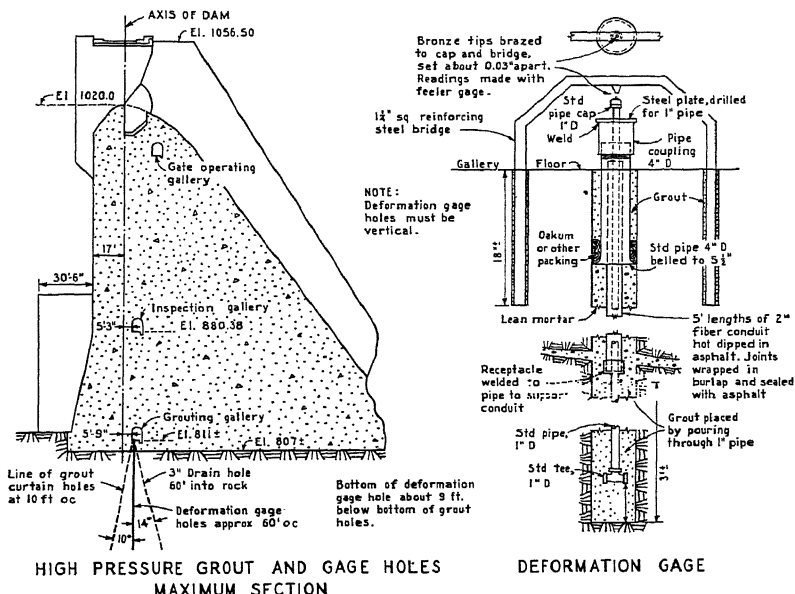 AXIS OF DAM
El. 1056.50
El 1020.0
Gate operating
gallery
NOTE:
Deformation gage
holes must be
vertical.
17'
30'6"
Inspection gallery
5'3"
El. 880.38
Grouting gallery
5'-9"
El.811±
El. 807±
Line of grout
curtain holes
at 10 ft oc
3" Drain hole
60' into rock
Deformation gage
holes approx 60' oc
14°
10°
Bottom of deformation
gage hole about 9 ft.
below bottom of grout
holes.
HIGH PRESSURE GROUT AND GAGE HOLES
MAXIMUM SECTION
Bronze tips brazed
to cap and bridge,
set about 0.03" apart.
Readings made with
feeler gage.
1¼" sq reinforcing
steel bridge
Std
pipe cap
1" D
Weld
Steel plate, drilled
for 1" pipe
Pipe
coupling
4" D
Gallery
Floor
18"±
Grout
Oakum
or other
packing
Std pipe 4" D
belled to 5½"
Lean mortar
5' lengths of 2"
fiber conduit
hot dipped in
asphalt. Joints
wrapped in
burlap and sealed
with asphalt
Receptacle
welded to
pipe to support
conduit
Grout placed
by pouring
through 1" pipe
Std pipe,
1" D
Std tee,
1" D
3'±
DEFORMATION GAGE